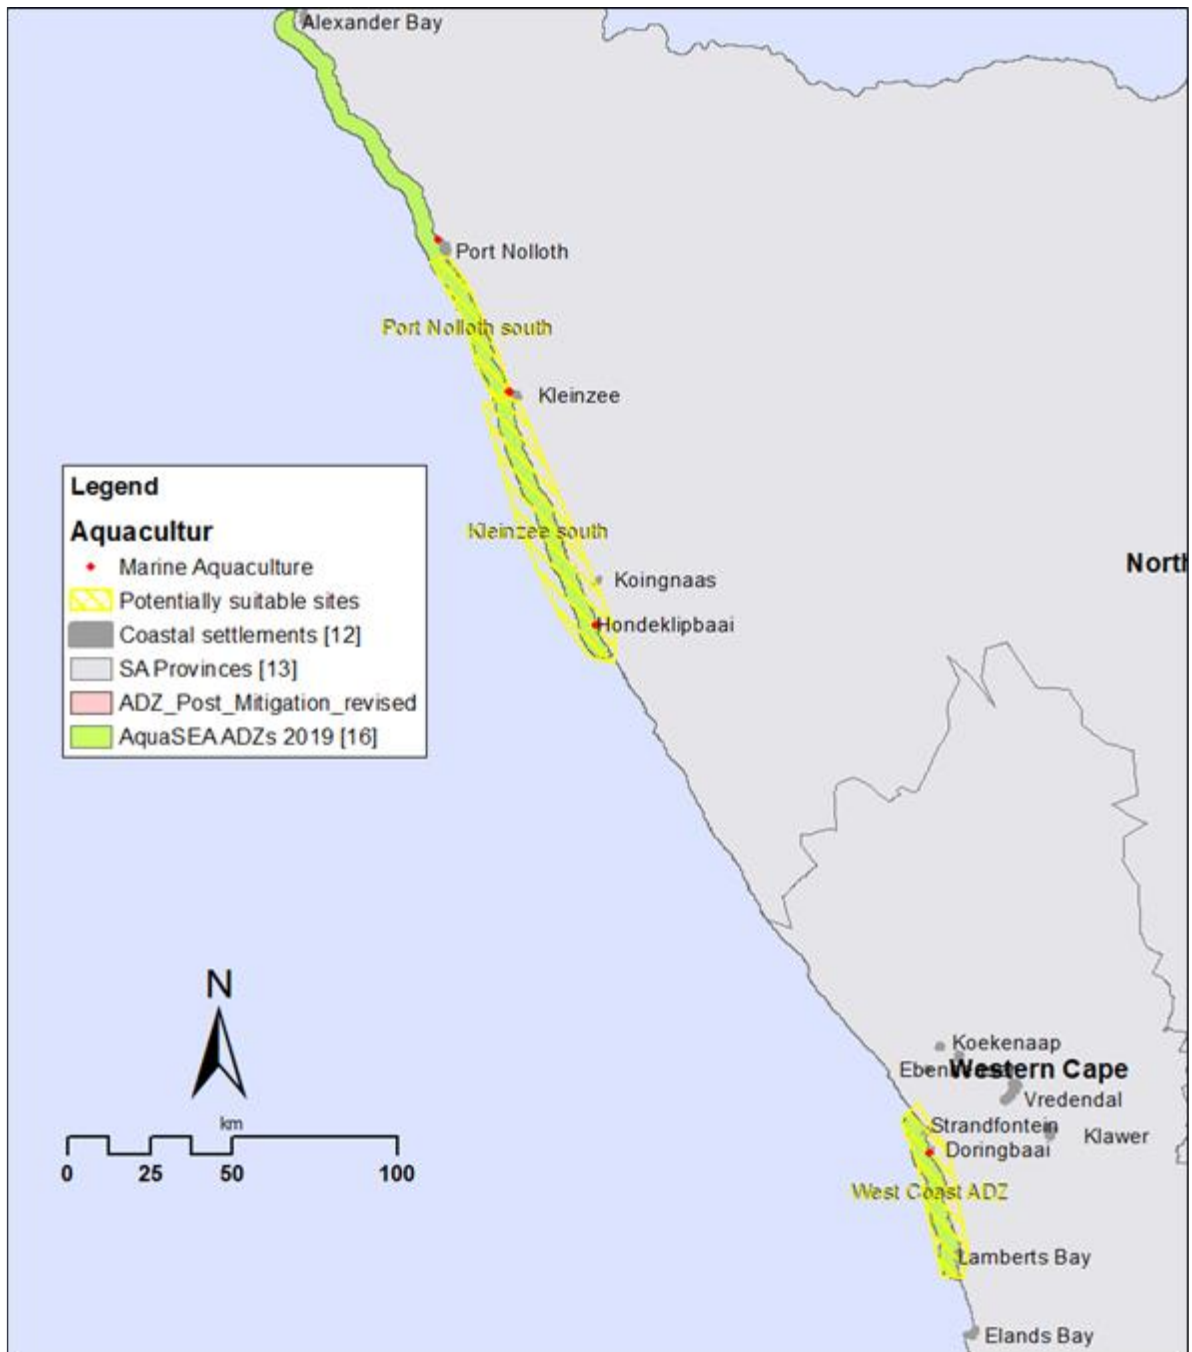 Alexander Bay
Port Nolloth
Port Nolloth south
Kleinzee
Legend
Aquacultur
Marine Aquaculture
Potentially suitable sites
Coastal settlements [12]
SA Provinces [13]
ADZ_Post_Mitigation_revised
AquaSEA ADZs 2019 [16]
Kleinzee south
North
Koingnaas
Hondeklipbaai
N
km
0 25 50 100
Koekenaap
Western Cape
Vredendal
Strandfontein
Klawer
Doringbaai
West Coast ADZ
Lamberts Bay
Elands Bay